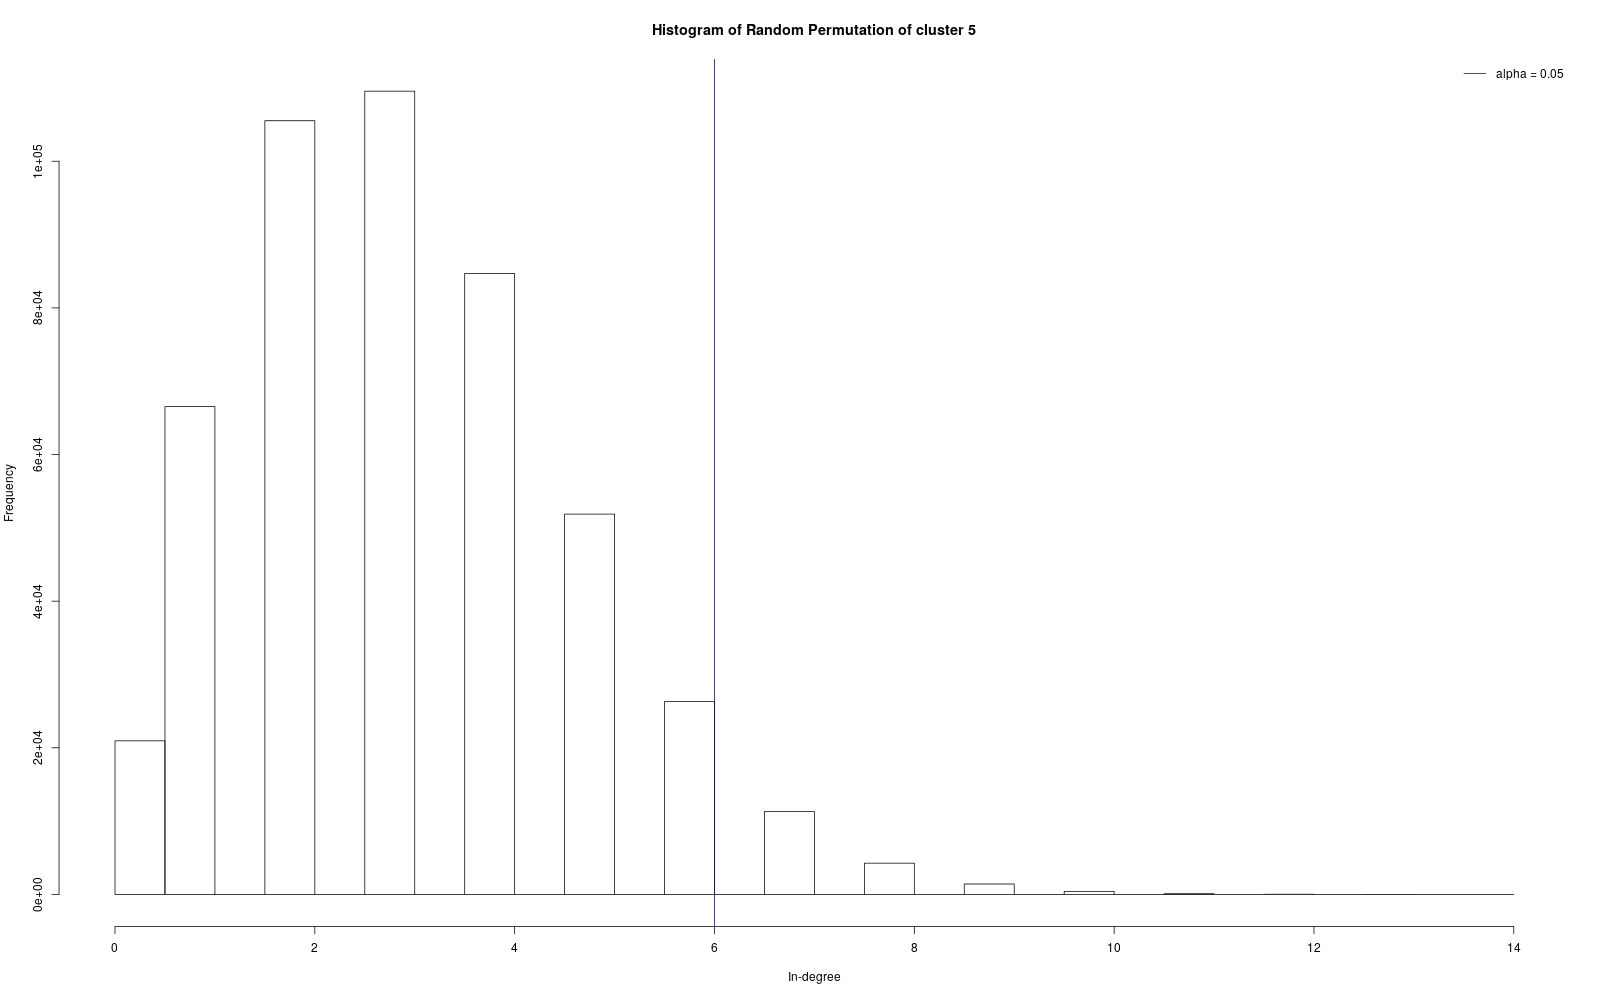 Histogram of Random Permutation of cluster 5
alpha = 0.05
Frequency
1e+05
8e+04
6e+04
4e+04
2e+04
0e+00
0 2 4 6 8 10 12 14
In-degree